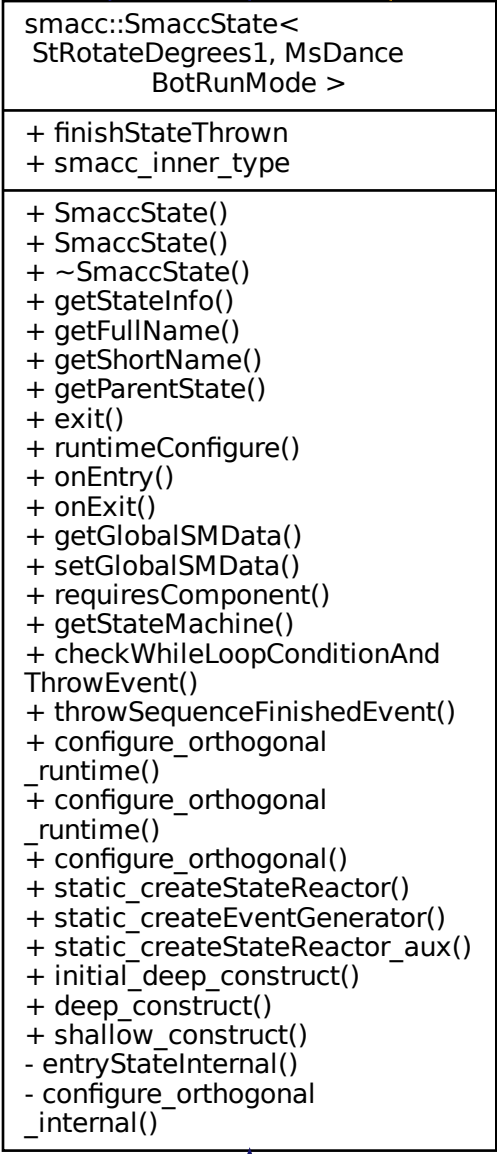 smacc::SmaccState<
StRotateDegrees1, MsDance
BotRunMode >
+ finishStateThrown
+ smacc_inner_type
+ SmaccState()
+ SmaccState()
+ ~SmaccState()
+ getStateInfo()
+ getFullName()
+ getShortName()
+ getParentState()
+ exit()
+ runtimeConfigure()
+ onEntry()
+ onExit()
+ getGlobalSMData()
+ setGlobalSMData()
+ requiresComponent()
+ getStateMachine()
+ checkWhileLoopConditionAnd
ThrowEvent()
+ throwSequenceFinishedEvent()
+ configure_orthogonal
_runtime()
+ configure_orthogonal
_runtime()
+ configure_orthogonal()
+ static_createStateReactor()
+ static_createEventGenerator()
+ static_createStateReactor_aux()
+ initial_deep_construct()
+ deep_construct()
+ shallow_construct()
- entryStateInternal()
- configure_orthogonal
_internal()